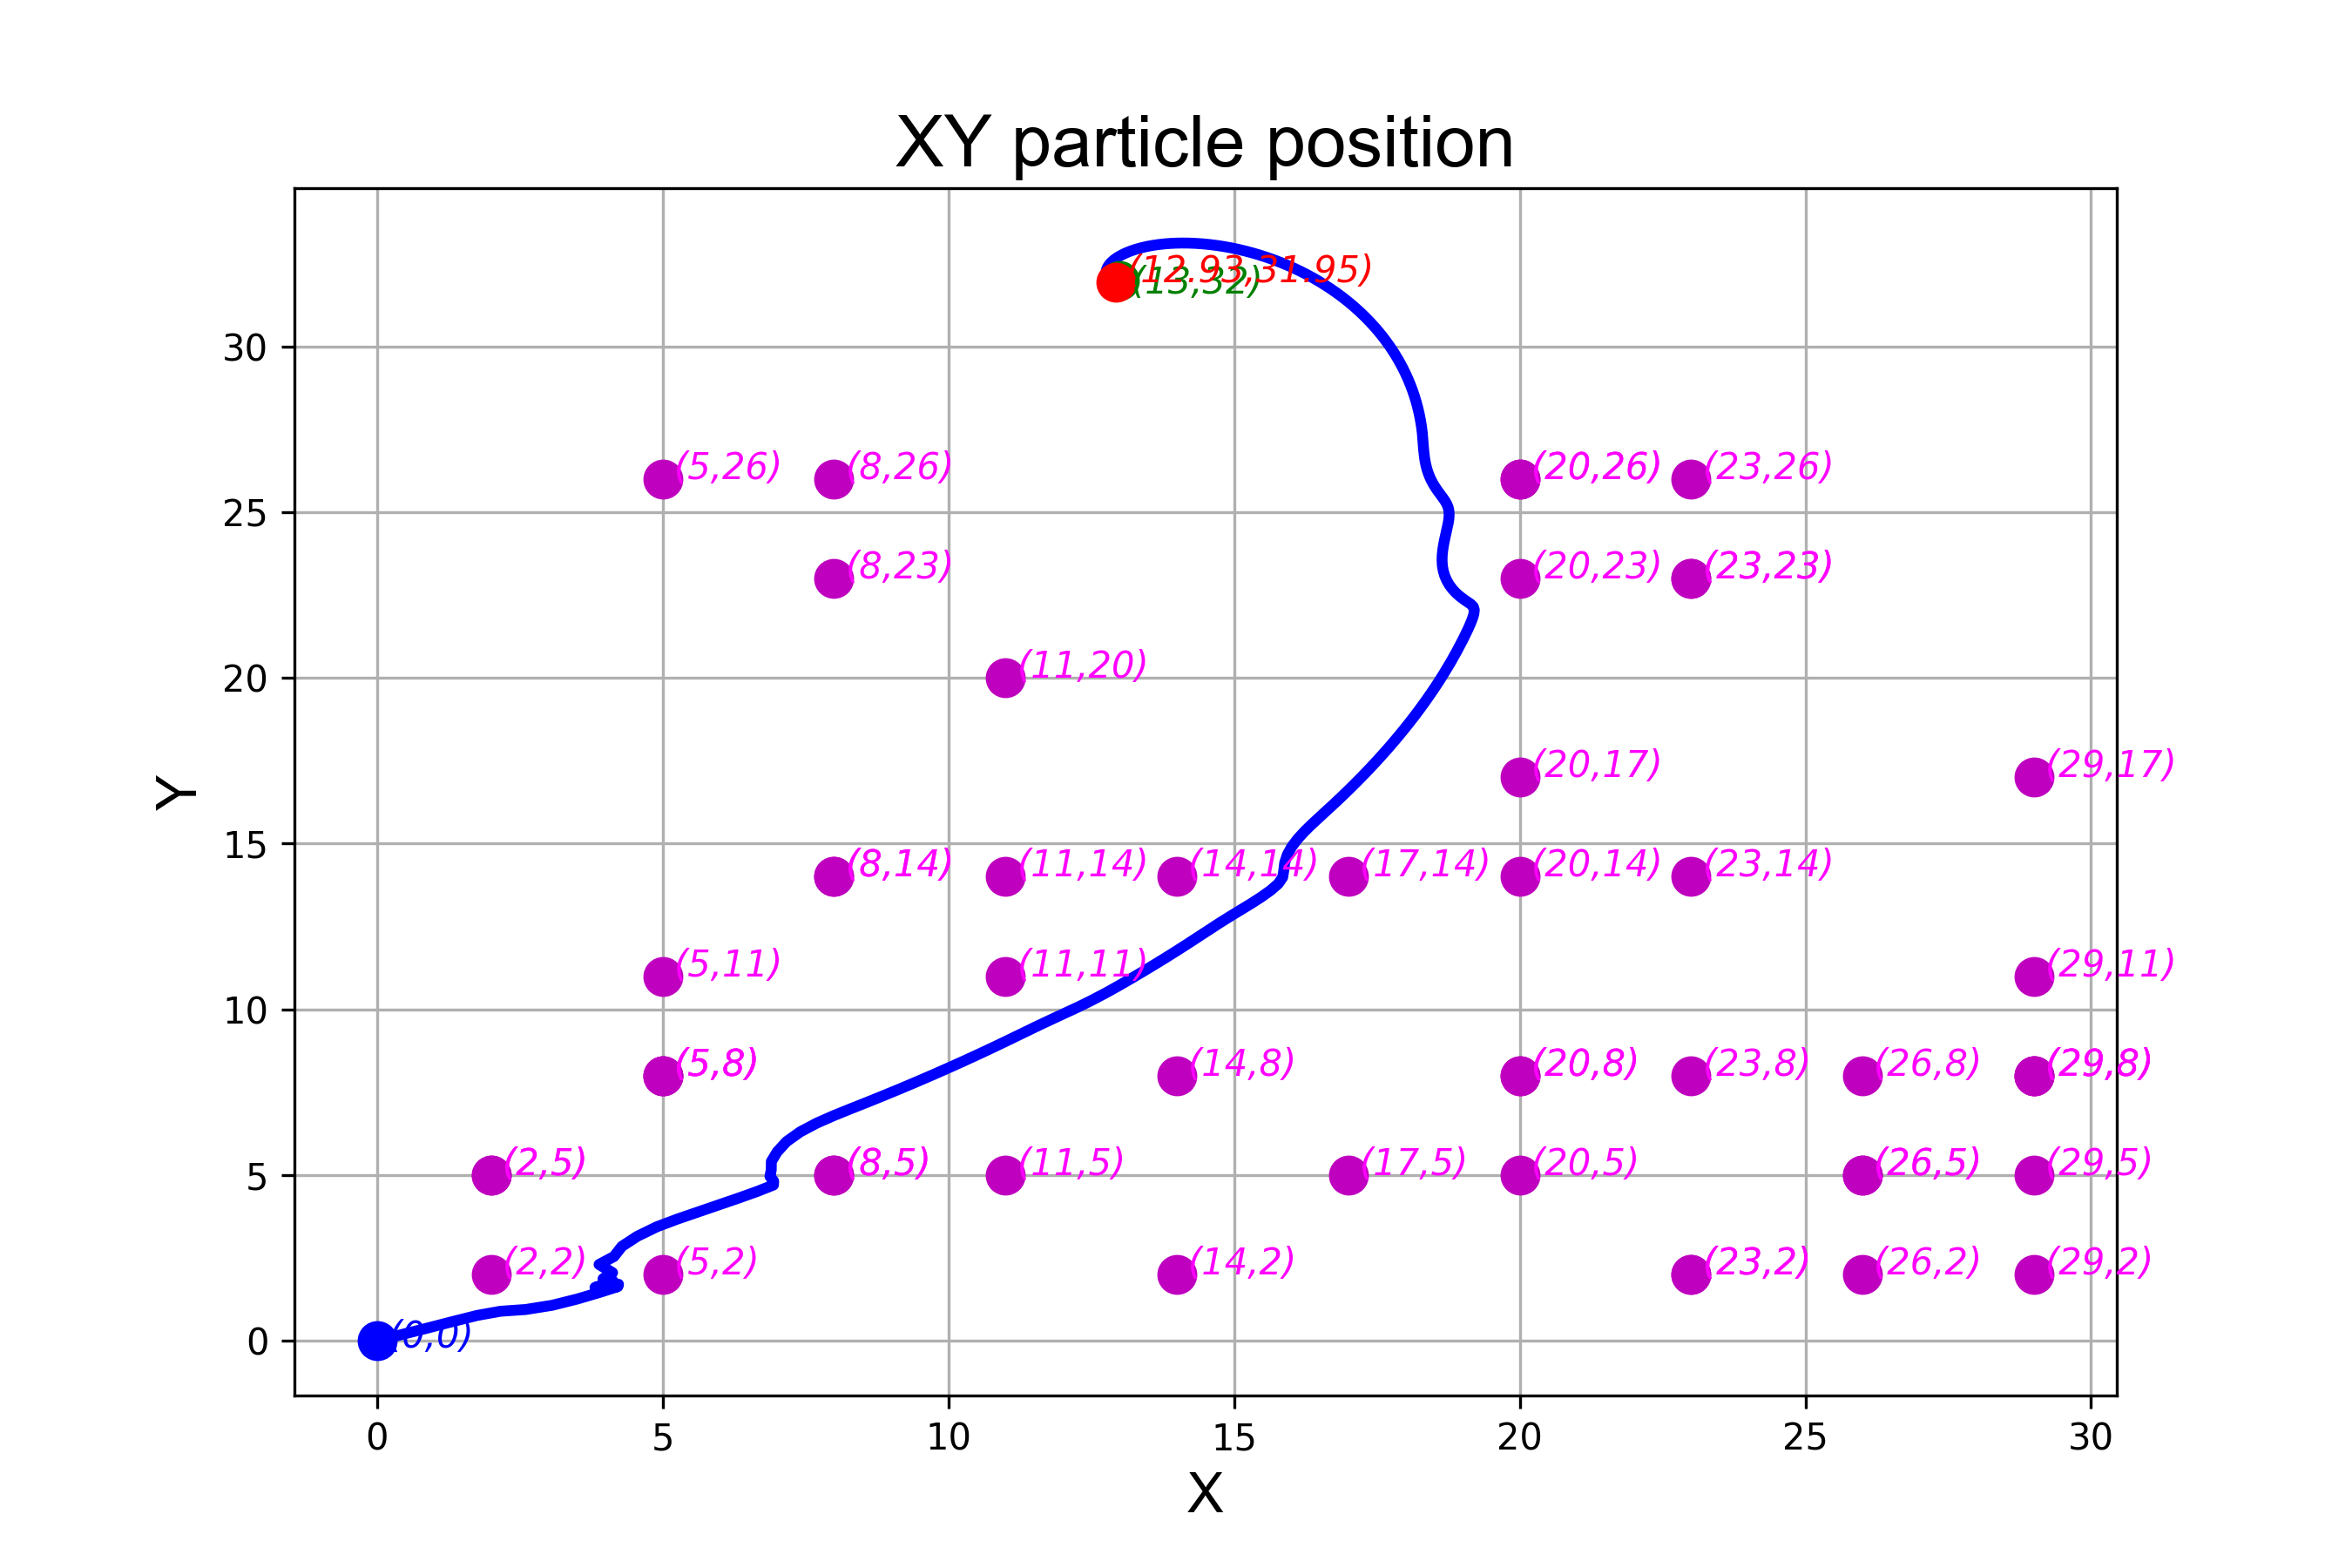 XY particle position
(12.93,31.95)
(13,32)
30
(5,26) (8,26) (20,26) (23,26)
25
(8,23) (20,23) (23,23)
20
(11,20)
(20,17) (29,17)
Y
15
(8,14) (11,14) (14,14) (17,14) (20,14) (23,14)
(5,11) (11,11) (29,11)
10
(5,8) (14,8) (20,8) (23,8) (26,8) (29,8)
5
(2,5) (8,5) (11,5) (17,5) (20,5) (26,5) (29,5)
(2,2) (5,2) (14,2) (23,2) (26,2) (29,2)
0
(0,0)
0 5 10 15 20 25 30
X